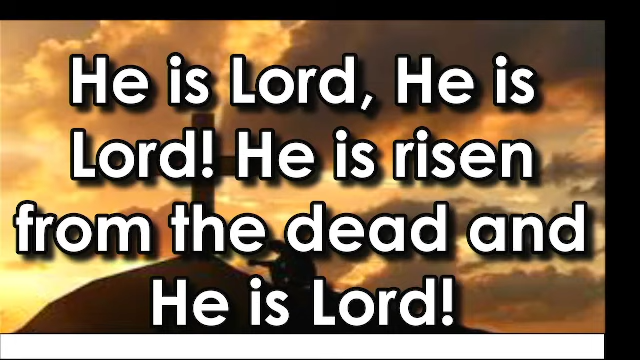 He is Lord, He is
Lord! He is risen
from the dead and
He is Lord!